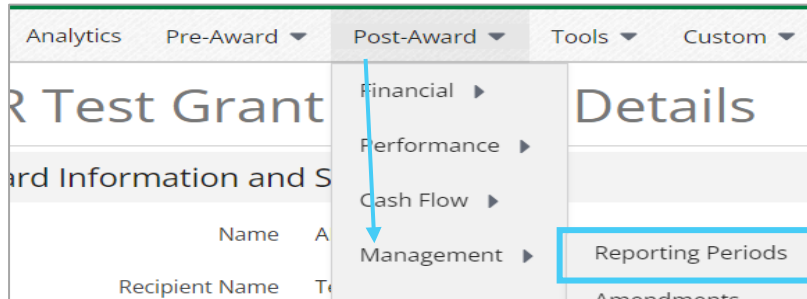 Analytics Pre-Award Post-Award Tools Custom
R Test Grant Details
Financial
Performance
ard Information and S
Cash Flow
Name A
Management Reporting Periods
Recipient Name Te
Amendments